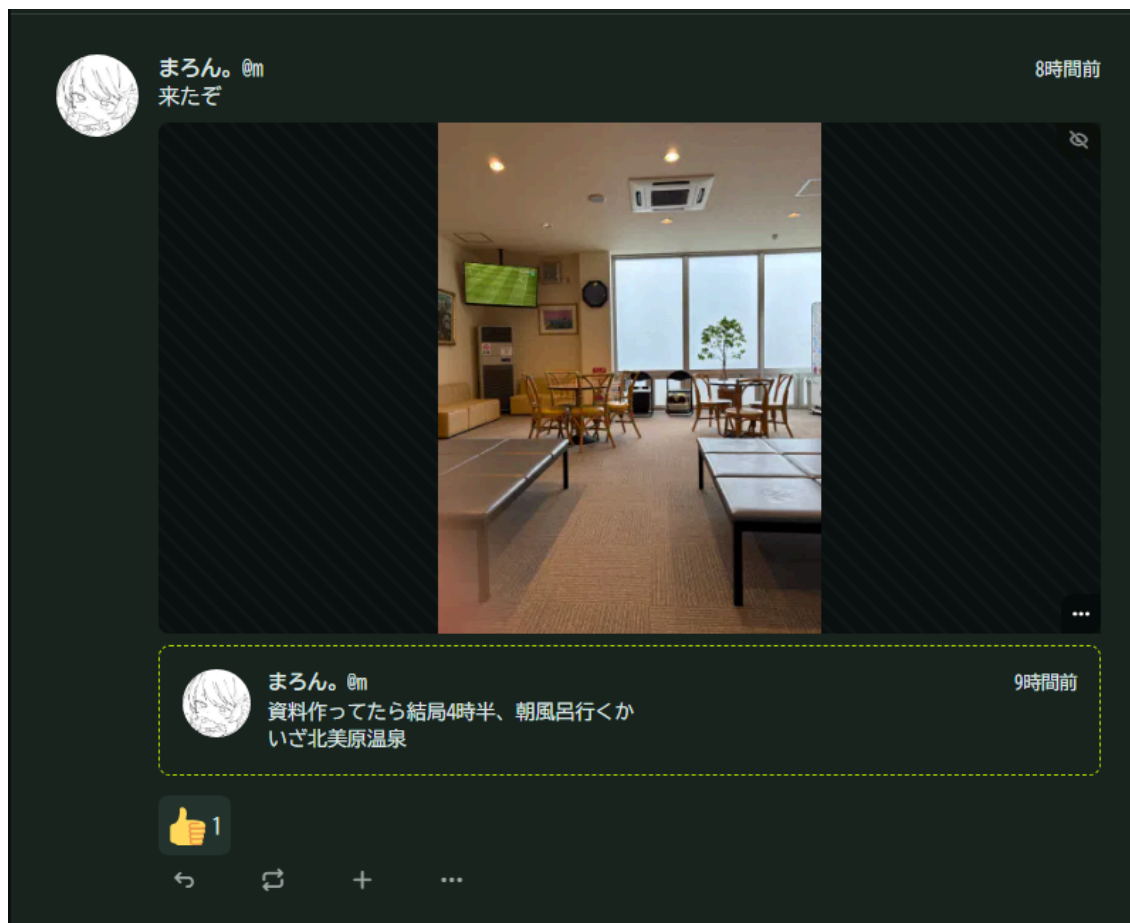 まろん。@m
8時間前
来たぞ
まろん。@m
9時間前
資料作ってたら結局4時半、朝風呂行くか
いざ北美原温泉
1